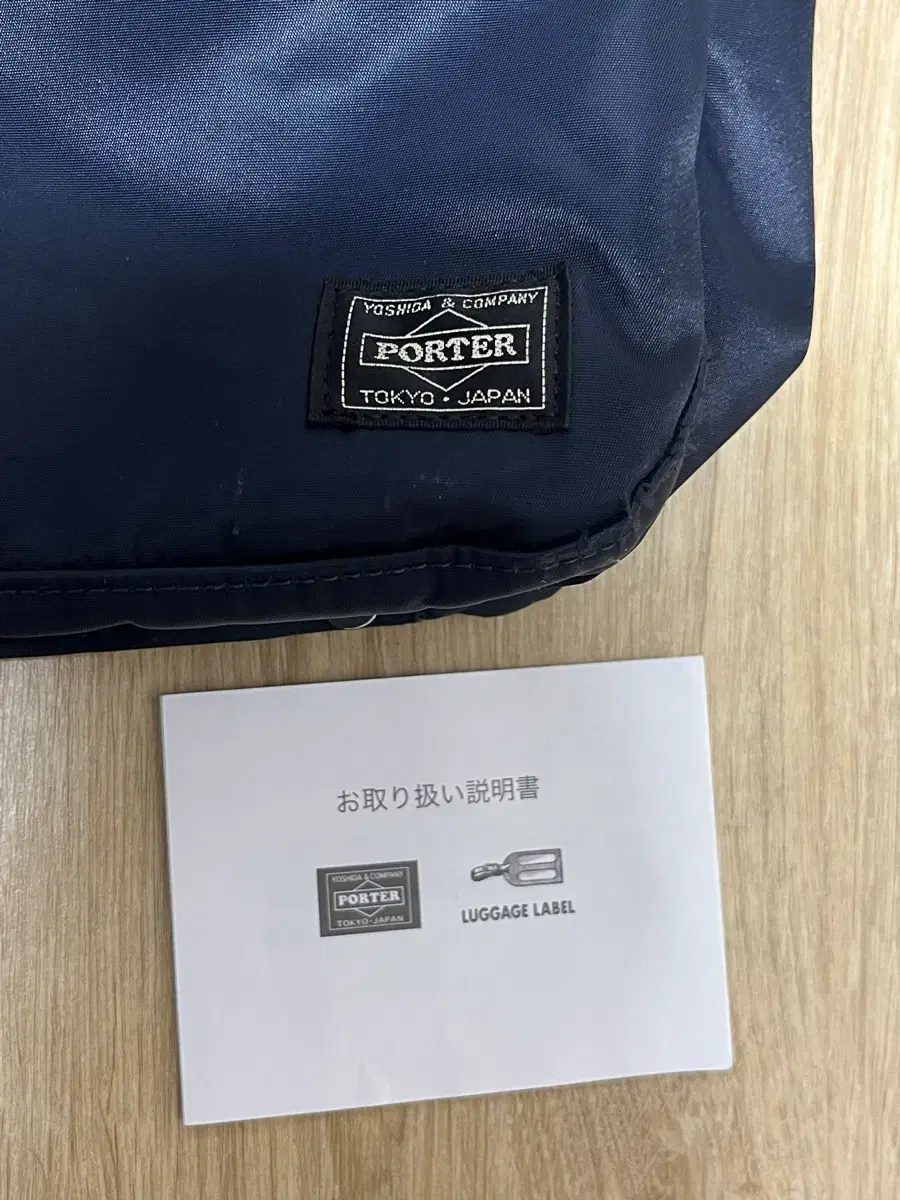 YOSHIDA & COMPANY
PORTER
TOKYO・JAPAN
お取り扱い説明書
YOSHIDA & COMPANY
PORTER
TOKYO・JAPAN
LUGGAGE LABEL